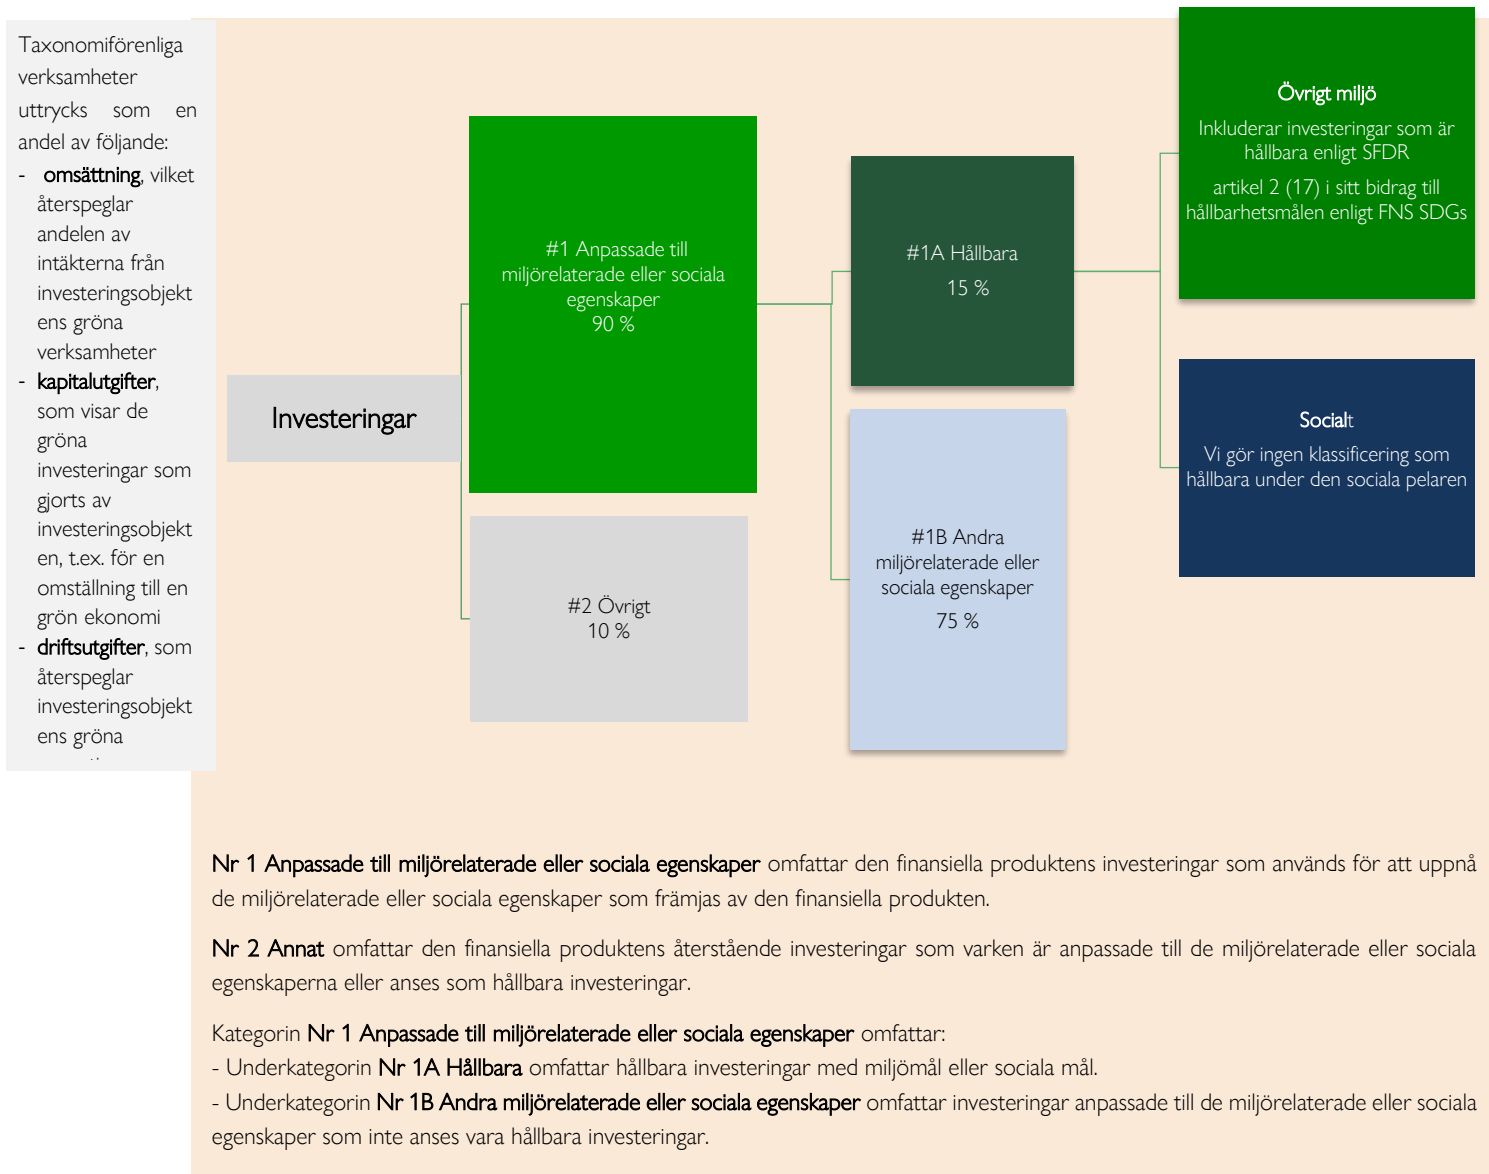 Taxonomiförenliga
verksamheter
uttrycks som en
andel av följande:
- omsättning, vilket
återspeglar
andelen av
intäkterna från
investeringsobjekt
ens gröna
verksamheter
- kapitalutgifter,
som visar de
gröna
investeringar som
gjorts av
investeringsobjekt
en, t.ex. för en
omställning till en
grön ekonomi
- driftsutgifter, som
återspeglar
investeringsobjekt
ens gröna
Investeringar
#1 Anpassade till
miljörelaterade eller sociala
egenskaper
90 %
#2 Övrigt
10 %
#1A Hållbara
15 %
#1B Andra
miljörelaterade eller
sociala egenskaper
75 %
Övrigt miljö
Inkluderar investeringar som är
hållbara enligt SFDR
artikel 2 (17) i sitt bidrag till
hållbarhetsmålen enligt FNS SDGs
Socialt
Vi gör ingen klassificering som
hållbara under den sociala pelaren
Nr 1 Anpassade till miljörelaterade eller sociala egenskaper omfattar den finansiella produktens investeringar som används för att uppnå
de miljörelaterade eller sociala egenskaper som främjas av den finansiella produkten.
Nr 2 Annat omfattar den finansiella produktens återstående investeringar som varken är anpassade till de miljörelaterade eller sociala
egenskaperna eller anses som hållbara investeringar.
Kategorin Nr 1 Anpassade till miljörelaterade eller sociala egenskaper omfattar:
- Underkategorin Nr 1A Hållbara omfattar hållbara investeringar med miljömål eller sociala mål.
- Underkategorin Nr 1B Andra miljörelaterade eller sociala egenskaper omfattar investeringar anpassade till de miljörelaterade eller sociala
egenskaper som inte anses vara hållbara investeringar.